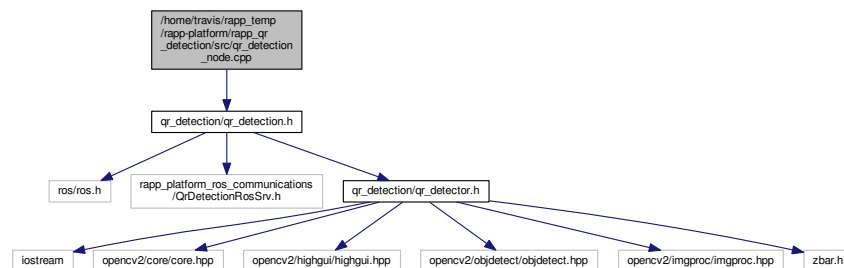 /home/travis/rapp_temp
/rapp-platform/rapp_qr
_detection/src/qr_detection
_node.cpp
qr_detection/qr_detection.h
ros/ros.h
rapp_platform_ros_communications
/QrDetectionRosSrv.h
qr_detection/qr_detector.h
iostream
opencv2/core/core.hpp
opencv2/highgui/highgui.hpp
opencv2/objdetect/objdetect.hpp
opencv2/imgproc/imgproc.hpp
zbar.h